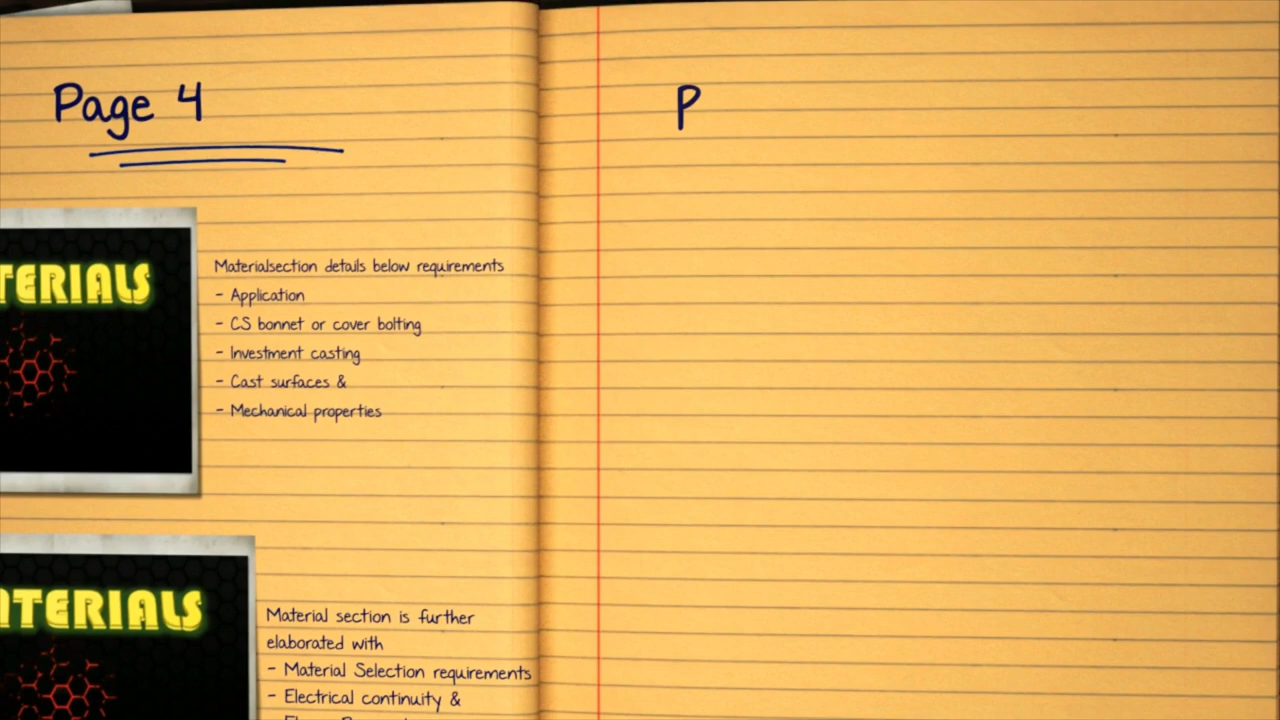 Page 4
P
TERIALS
Materialsection details below requirements
- Application
- CS bonnet or cover bolting
- Investment casting
- Cast surfaces &
- Mechanical properties
TERIALS
Material section is further
elaborated with
- Material Selection requirements
- Electrical continuity &